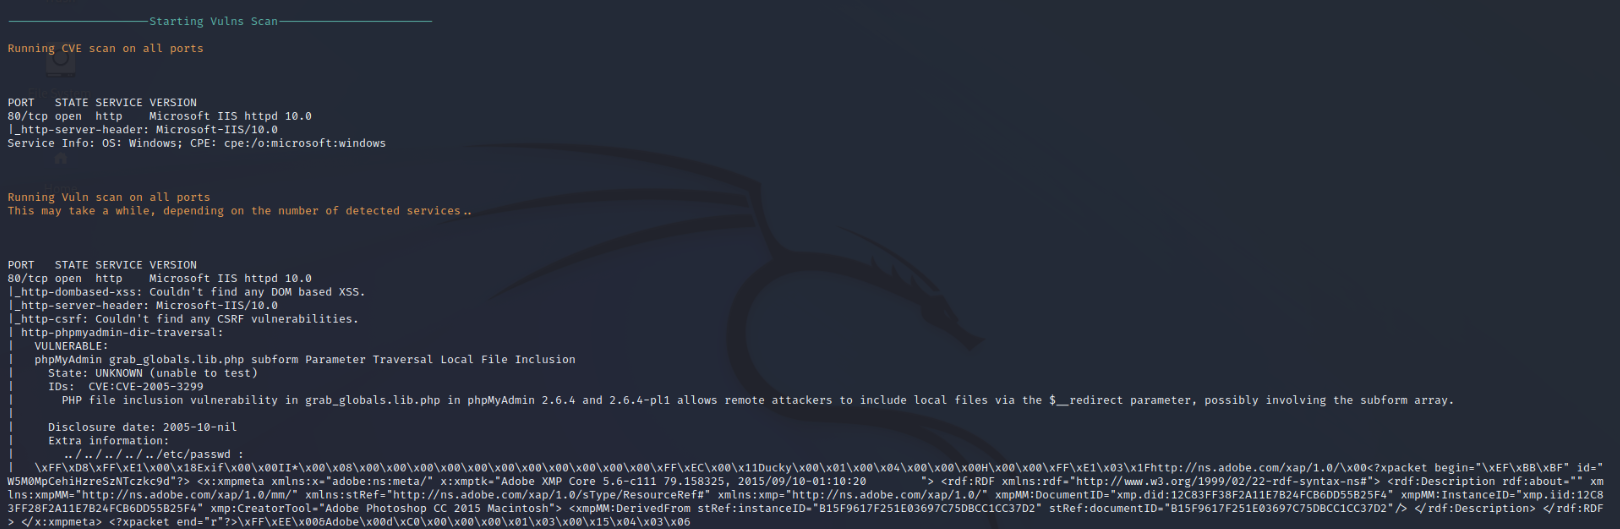 ---------------------Starting Vulns Scan-----------------------
Running CVE scan on all ports
PORT   STATE SERVICE VERSION
80/tcp open  http    Microsoft IIS httpd 10.0
|_http-server-header: Microsoft-IIS/10.0
Service Info: OS: Windows; CPE: cpe:/o:microsoft:windows
Running Vuln scan on all ports
This may take a while, depending on the number of detected services..
PORT   STATE SERVICE VERSION
80/tcp open  http    Microsoft IIS httpd 10.0
|_http-dombased-xss: Couldn't find any DOM based XSS.
|_http-server-header: Microsoft-IIS/10.0
|_http-csrf: Couldn't find any CSRF vulnerabilities.
| http-phpmyadmin-dir-traversal:
|   VULNERABLE:
|   phpMyAdmin grab_globals.lib.php subform Parameter Traversal Local File Inclusion
|     State: UNKNOWN (unable to test)
|     IDs:  CVE:CVE-2005-3299
|       PHP file inclusion vulnerability in grab_globals.lib.php in phpMyAdmin 2.6.4 and 2.6.4-pl1 allows remote attackers to include local files via the $__redirect parameter, possibly involving the subform array.
|
|     Disclosure date: 2005-10-nil
|     Extra information:
|       ../../../../../etc/passwd :
|   \xFF\xD8\xFF\xE1\x00\x18Exif\x00\x00II*\x00\x08\x00\x00\x00\x00\x00\x00\x00\x00\x00\x00\x00\xFF\xEC\x00\x11Ducky\x00\x01\x00\x04\x00\x00\x00H\x00\x00\xFF\xE1\x03\x1Fhttp://ns.adobe.com/xap/1.0/\x00<?xpacket begin="\xEF\xBB\xBF" id="
W5M0MpCehiHzreSzNTczkc9d"?> <x:xmpmeta xmlns:x="adobe:ns:meta/" x:xmptk="Adobe XMP Core 5.6-c111 79.158325, 2015/09/10-01:10:20        "> <rdf:RDF xmlns:rdf="http://www.w3.org/1999/02/22-rdf-syntax-ns#"> <rdf:Description rdf:about="" xm
lns:xmpMM="http://ns.adobe.com/xap/1.0/mm/" xmlns:stRef="http://ns.adobe.com/xap/1.0/sType/ResourceRef#" xmlns:xmp="http://ns.adobe.com/xap/1.0/" xmpMM:DocumentID="xmp.did:12C83FF38F2A11E7B24FCB6DD55B25F4" xmpMM:InstanceID="xmp.iid:12C8
3FF28F2A11E7B24FCB6DD55B25F4" xmp:CreatorTool="Adobe Photoshop CC 2015 Macintosh"> <xmpMM:DerivedFrom stRef:instanceID="B15F9617F251E03697C75DBCC1CC37D2" stRef:documentID="B15F9617F251E03697C75DBCC1CC37D2"/> </rdf:Description> </rdf:RDF
> </x:xmpmeta> <?xpacket end="r"?>\xFF\xEE\x00&Adobe\x00d\xC0\x00\x00\x00\x01\x03\x00\x15\x04\x03\x06